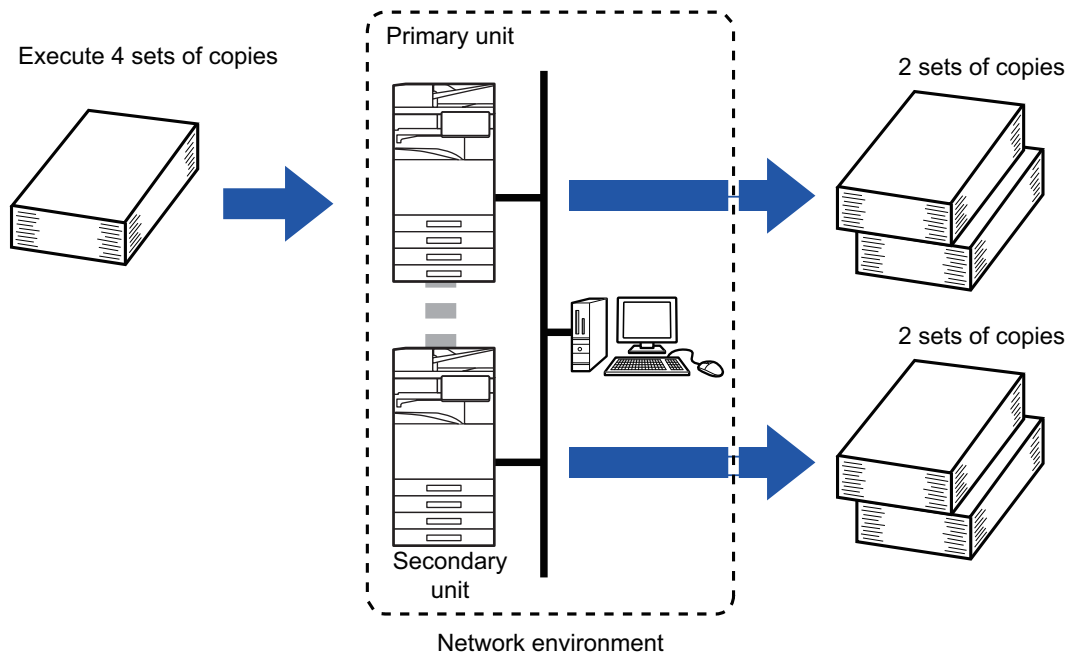 Execute 4 sets of copies
Primary unit
2 sets of copies
2 sets of copies
Secondary
unit
Network environment